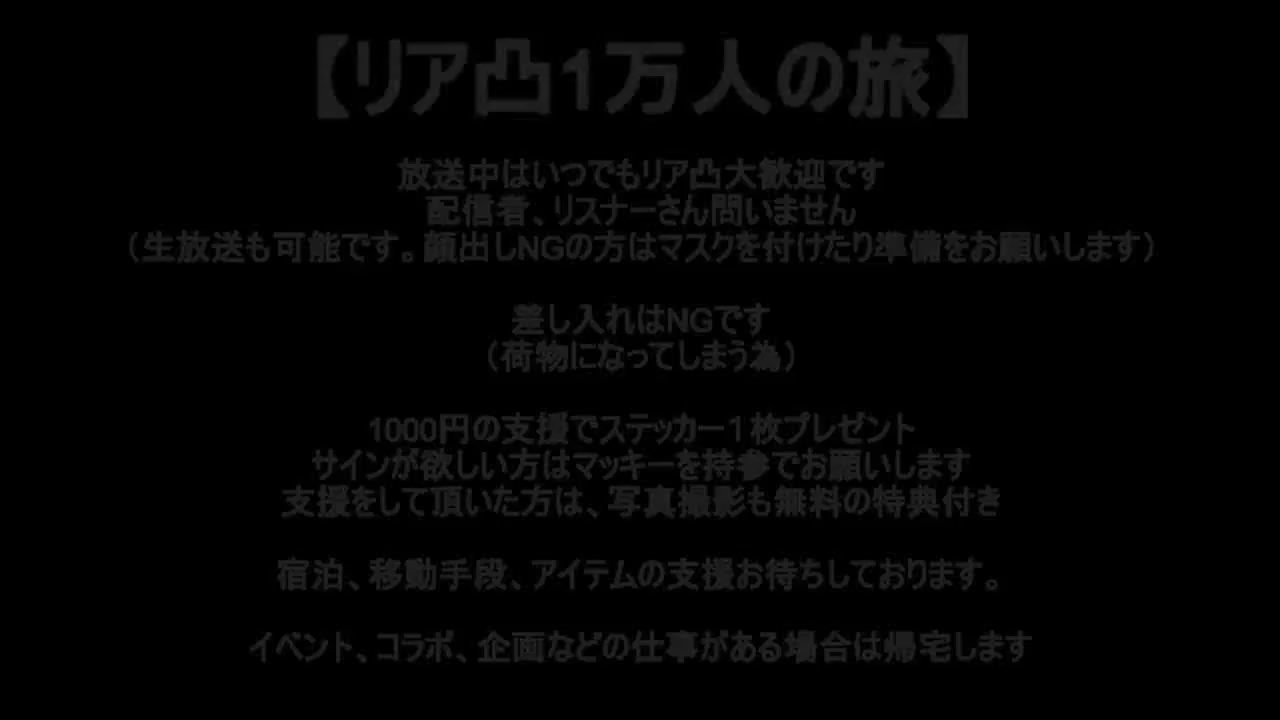 【リア凸1万人の旅】
放送中はいつでもリア凸大歓迎です
配信者、リスナーさん問いません
（生放送も可能です。顔出しNGの方はマスクを付けたり準備をお願いします）
差し入れはNGです
（荷物になってしまう為）
1000円の支援でステッカー１枚プレゼント
サインが欲しい方はマッキーを持参でお願いします
支援をして頂いた方は、写真撮影も無料の特典付き
宿泊、移動手段、アイテムの支援お待ちしております。
イベント、コラボ、企画などの仕事がある場合は帰宅します